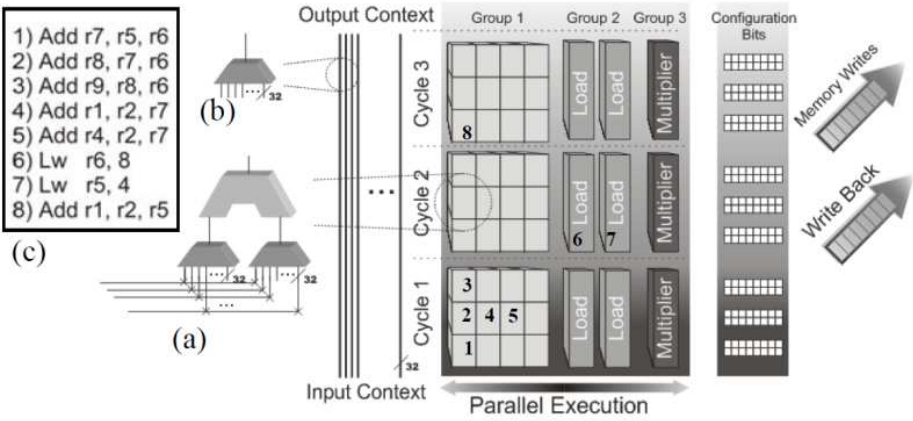 1) Add r7, r5, r6
2) Add r8, r7, r6
3) Add r9, r8, r6
4) Add r1, r2, r7
5) Add r4, r2, r7
6) Lw r6, 8
7) Lw r5, 4
8) Add r1, r2, r5
(c)
(b)
32
(a)
32
32
...
Output Context
...
32
Input Context
Group 1
Group 2
Group 3
Configuration
Bits
Cycle 3
8
Load
Load
Multiplier
Cycle 2
6
Load
7
Load
Multiplier
Cycle 1
3
2 4 5
1
Load
Load
Multiplier
Parallel Execution
Memory Writes
Write Back